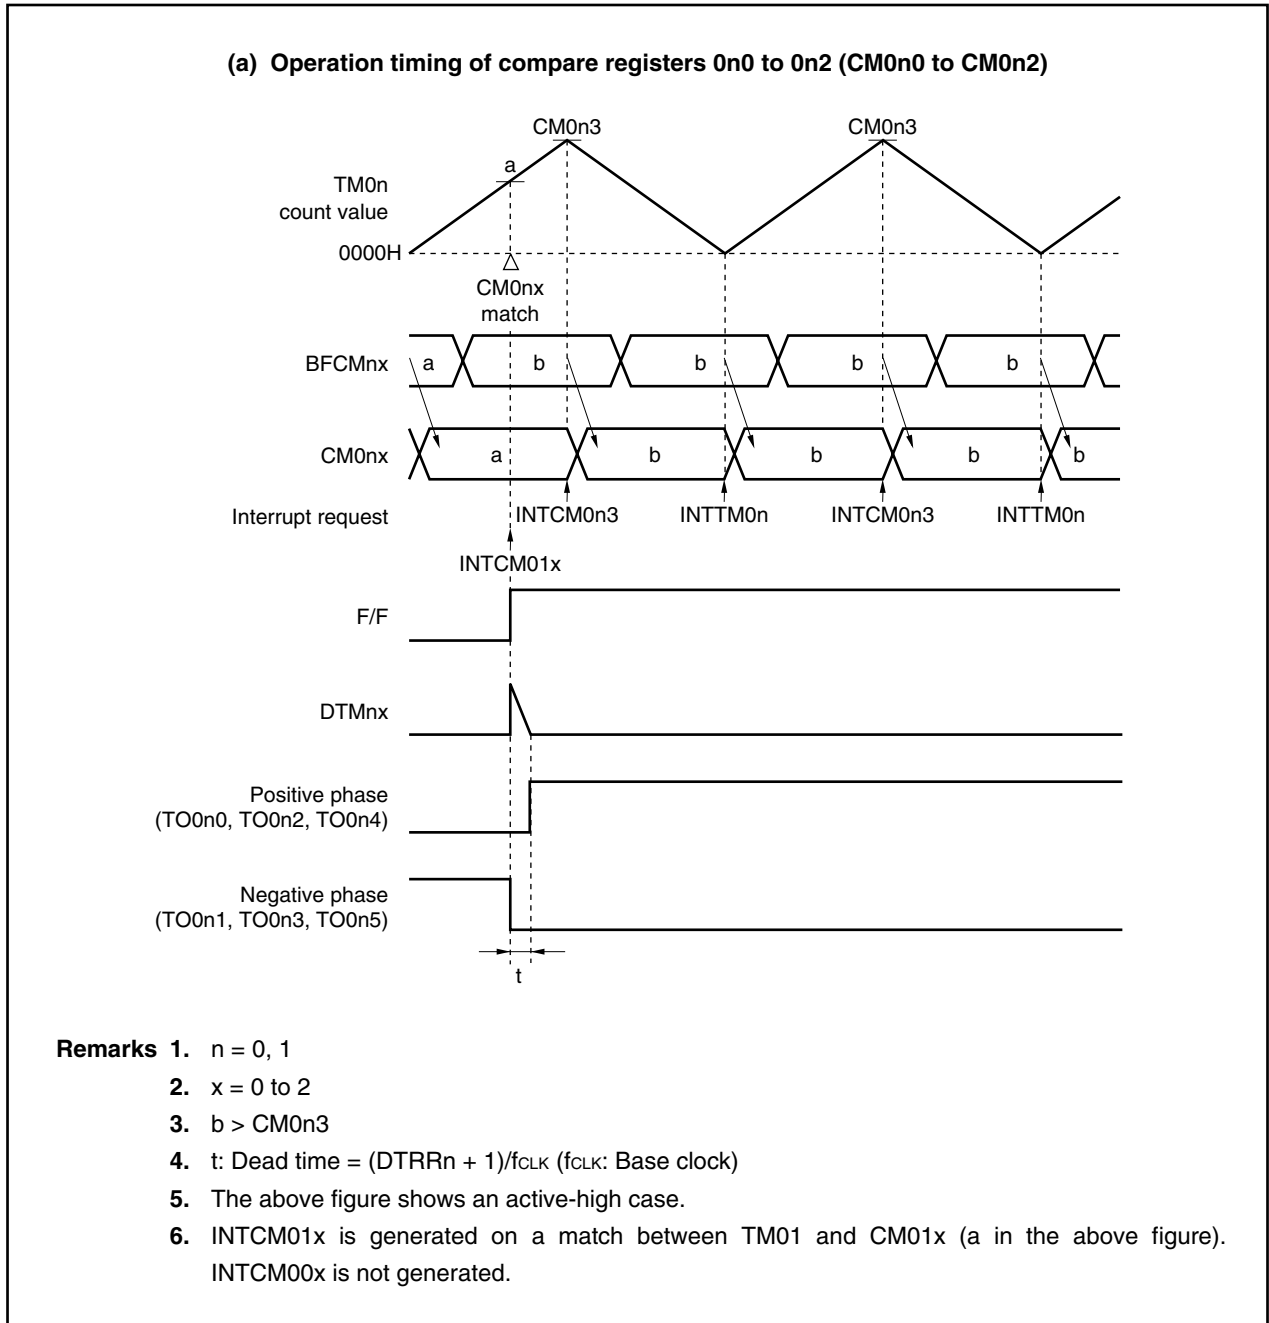 (a) Operation timing of compare registers 0n0 to 0n2 (CM0n0 to CM0n2)
CM0n3 CM0n3
a
TM0n
count value
0000H
CM0nx
match
BFCMnx a b b b b
CM0nx a b b b b
Interrupt request INTCM0n3 INTTM0n INTCM0n3 INTTM0n
INTCM01x
F/F
DTMnx
Positive phase
(TO0n0, TO0n2, TO0n4)
Negative phase
(TO0n1, TO0n3, TO0n5)
t
Remarks 1. n = 0, 1
2. x = 0 to 2
3. b > CM0n3
4. t: Dead time = (DTRRn + 1)/fCLK (fCLK: Base clock)
5. The above figure shows an active-high case.
6. INTCM01x is generated on a match between TM01 and CM01x (a in the above figure).
INTCM00x is not generated.